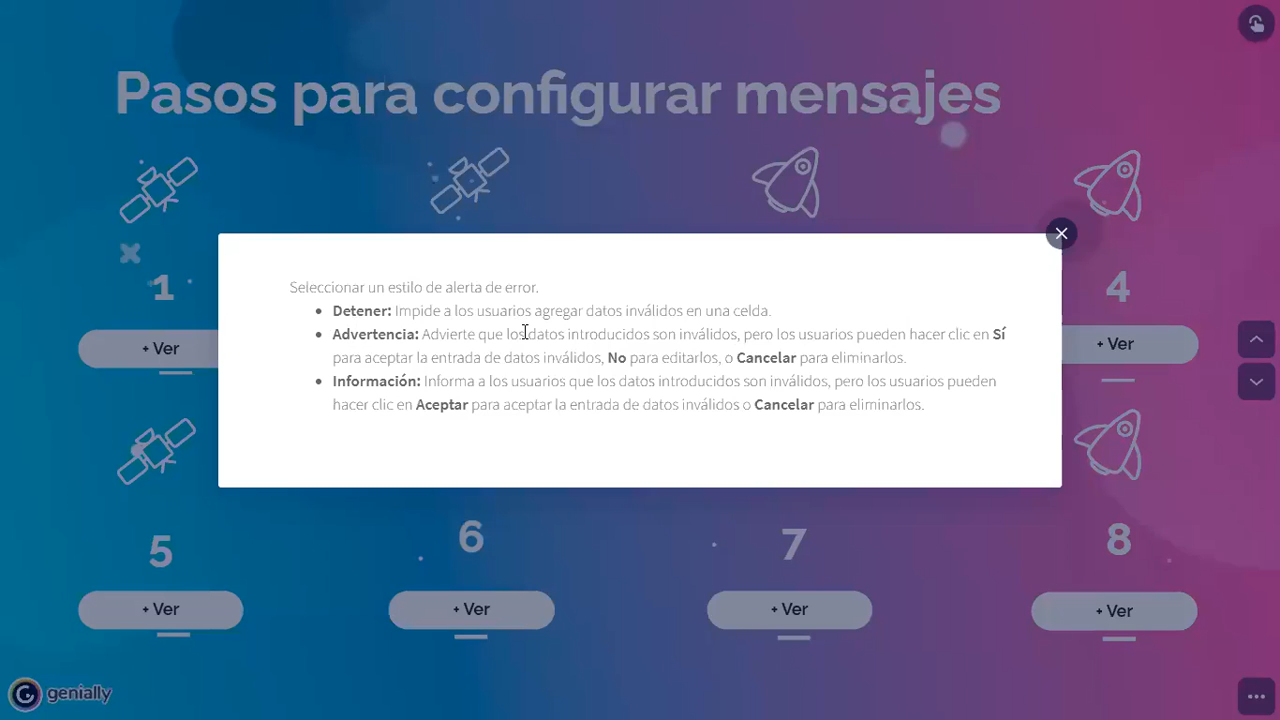 Pasos para configurar mensajes
Seleccionar un estilo de alerta de error.
Detener: Impide a los usuarios agregar datos inválidos en una celda.
Advertencia: Advierte que los datos introducidos son inválidos, pero los usuarios pueden hacer clic en Sí
para aceptar la entrada de datos inválidos, No para editarlos, o Cancelar para eliminarlos.
Información: Informa a los usuarios que los datos introducidos son inválidos, pero los usuarios pueden
hacer clic en Aceptar para aceptar la entrada de datos inválidos o Cancelar para eliminarlos.
1
4
+ Ver
+ Ver
5
6
7
8
+ Ver
+ Ver
+ Ver
+ Ver
genially